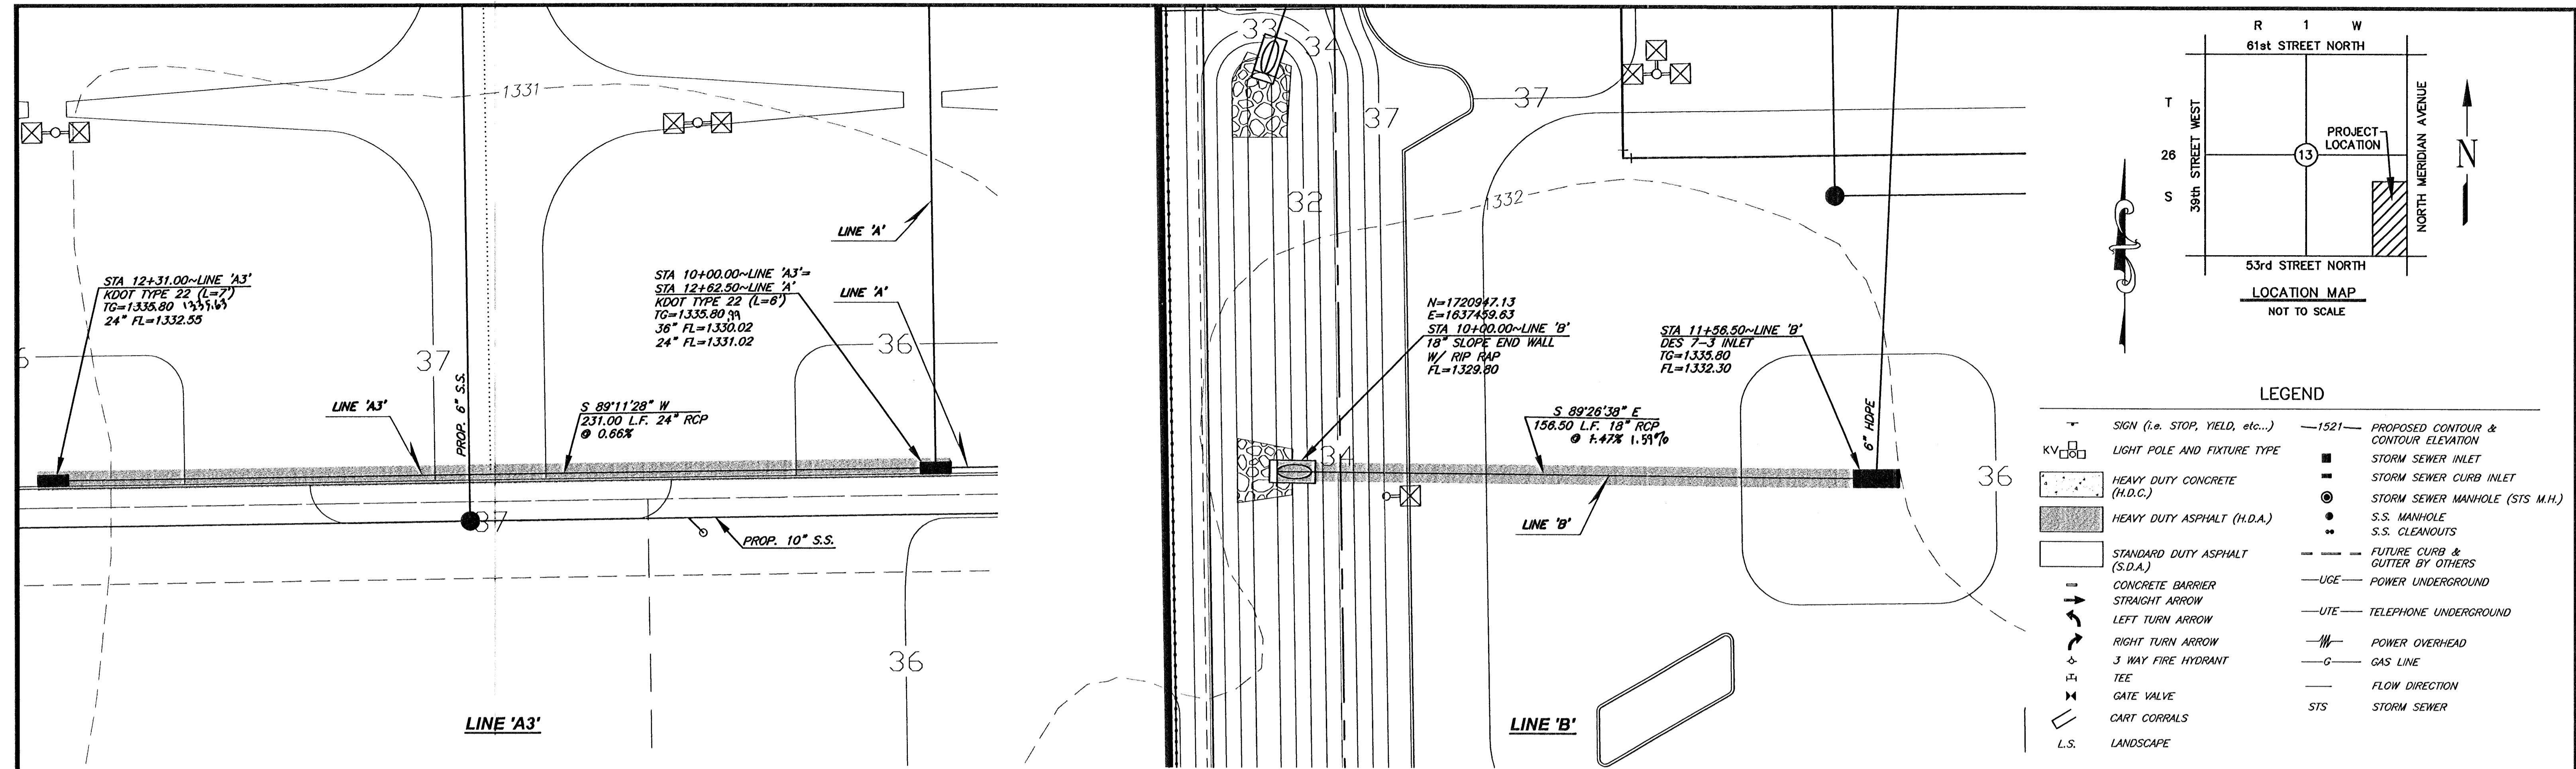 1331
LINE 'A'
STA 12+31.00~LINE 'A3'
KDOT TYPE 22 (L=7')
TG=1335.80 1335.63
24" FL=1332.55
STA 10+00.00~LINE 'A3'=
STA 12+62.50~LINE 'A'
KDOT TYPE 22 (L=6')
TG=1335.80 .99
36" FL=1330.02
24" FL=1331.02
LINE 'A'
36
37
36
PROP. 6" S.S.
LINE 'A3'
S 89°11'28" W
231.00 L.F. 24" RCP
@ 0.66%
37
PROP. 10" S.S.
36
LINE 'A3'
33
34
37
37
32
1332
N=1720947.13
E=1637459.63
STA 10+00.00~LINE 'B'
18" SLOPE END WALL
W/ RIP RAP
FL=1329.80
STA 11+56.50~LINE 'B'
DES 7-3 INLET
TG=1335.80
FL=1332.30
S 89°26'38" E
156.50 L.F. 18" RCP
@ 1.47% 1.59%
6" HDPE
34
36
LINE 'B'
LINE 'B'
R 1 W
61st STREET NORTH
T
26
S
39th STREET WEST
13
PROJECT
LOCATION
NORTH MERIDIAN AVENUE
N
53rd STREET NORTH
LOCATION MAP
NOT TO SCALE
LEGEND
SIGN (i.e. STOP, YIELD, etc...)
KV
LIGHT POLE AND FIXTURE TYPE
HEAVY DUTY CONCRETE
(H.D.C.)
HEAVY DUTY ASPHALT (H.D.A.)
STANDARD DUTY ASPHALT
(S.D.A.)
CONCRETE BARRIER
STRAIGHT ARROW
LEFT TURN ARROW
RIGHT TURN ARROW
3 WAY FIRE HYDRANT
TEE
GATE VALVE
CART CORRALS
L.S. LANDSCAPE
1521 PROPOSED CONTOUR &
CONTOUR ELEVATION
STORM SEWER INLET
STORM SEWER CURB INLET
STORM SEWER MANHOLE (STS M.H.)
S.S. MANHOLE
S.S. CLEANOUTS
FUTURE CURB &
GUTTER BY OTHERS
UGE POWER UNDERGROUND
UTE TELEPHONE UNDERGROUND
POWER OVERHEAD
G GAS LINE
FLOW DIRECTION
STS STORM SEWER